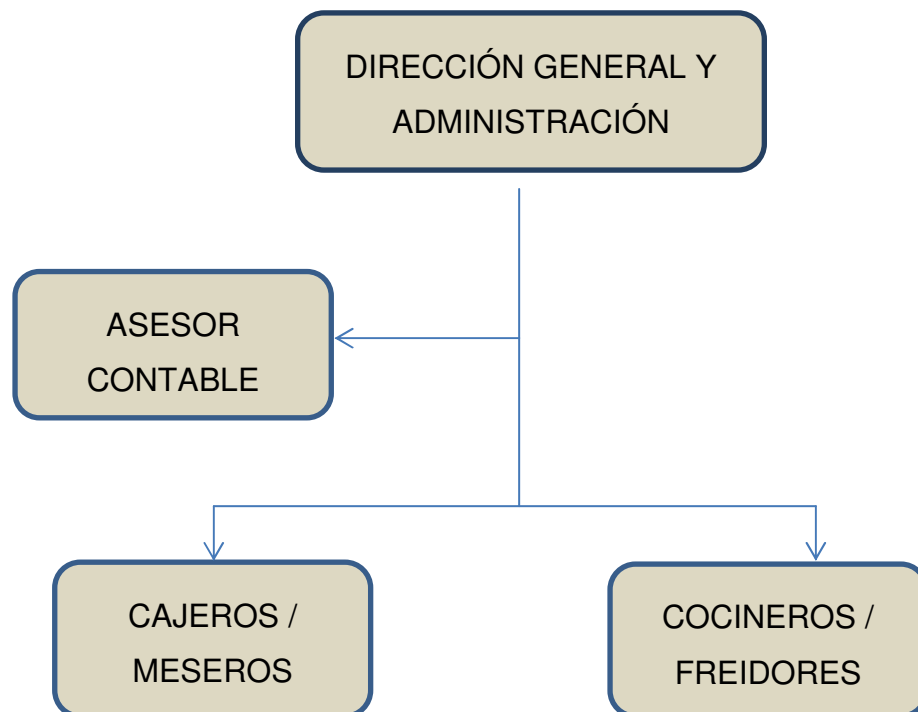 DIRECCIÓN GENERAL Y
ADMINISTRACIÓN
ASESOR
CONTABLE
CAJEROS /
MESEROS
COCINEROS /
FREIDORES